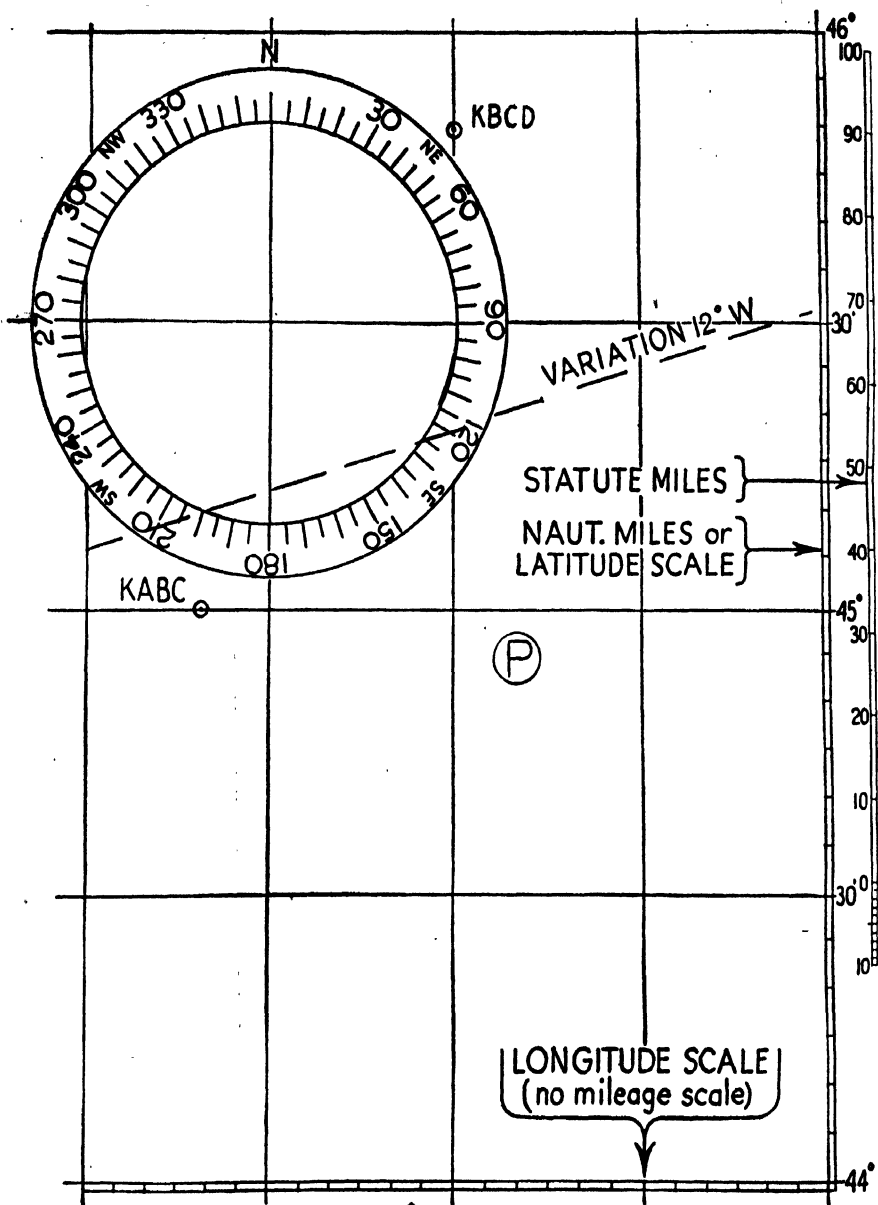 46°
100
N
330
30
KBCD
90
NW
NE
300
60
80
270
90
70
30'
VARIATION 12° W
60
240
120
50
STATUTE MILES
SW
SE
NAUT. MILES or
LATITUDE SCALE
40
210
150
180
KABC
45°
30
P
20
10
30'
0
10
LONGITUDE SCALE
(no mileage scale)
44°